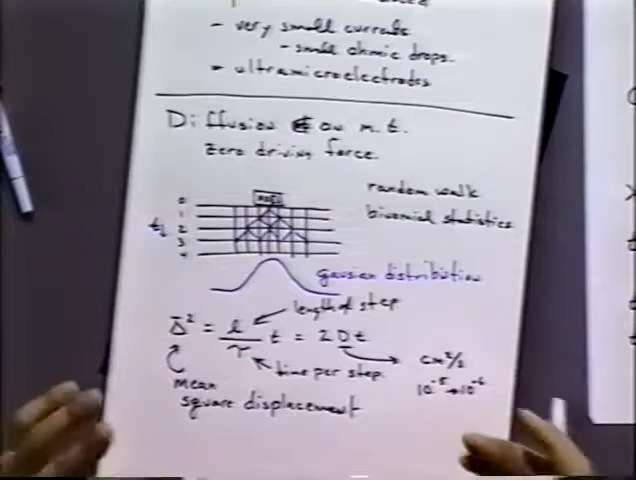 - very small currents
- small ohmic drops.
- ultramicroelectrodes
Diffusion on m.t.
Zero driving force.
random walk
binomial statistics
0
1
2
3
4
gaussian distribution
length of step
Δ̄² = l/τ t = 2Dt
cm²/s
time per step.
10⁻⁵ → 10⁻⁶
mean
square displacement